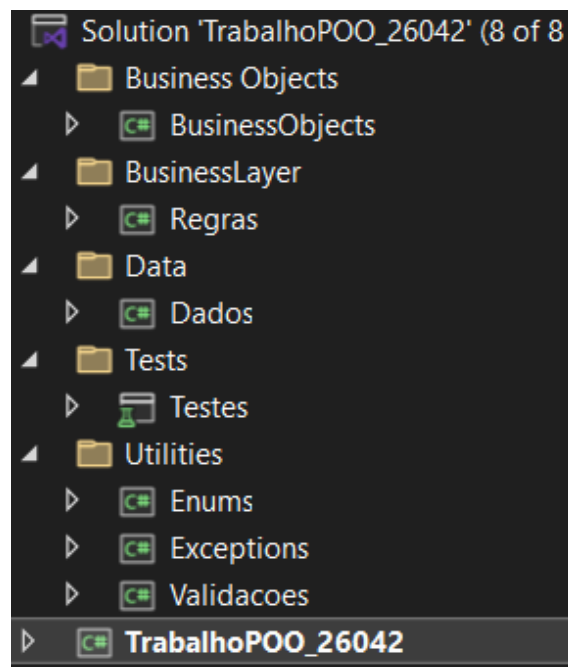 Solution 'TrabalhoPOO_26042' (8 of 8
Business Objects
C# BusinessObjects
BusinessLayer
C# Regras
Data
C# Dados
Tests
Testes
Utilities
C# Enums
C# Exceptions
C# Validacoes
C# TrabalhoPOO_26042